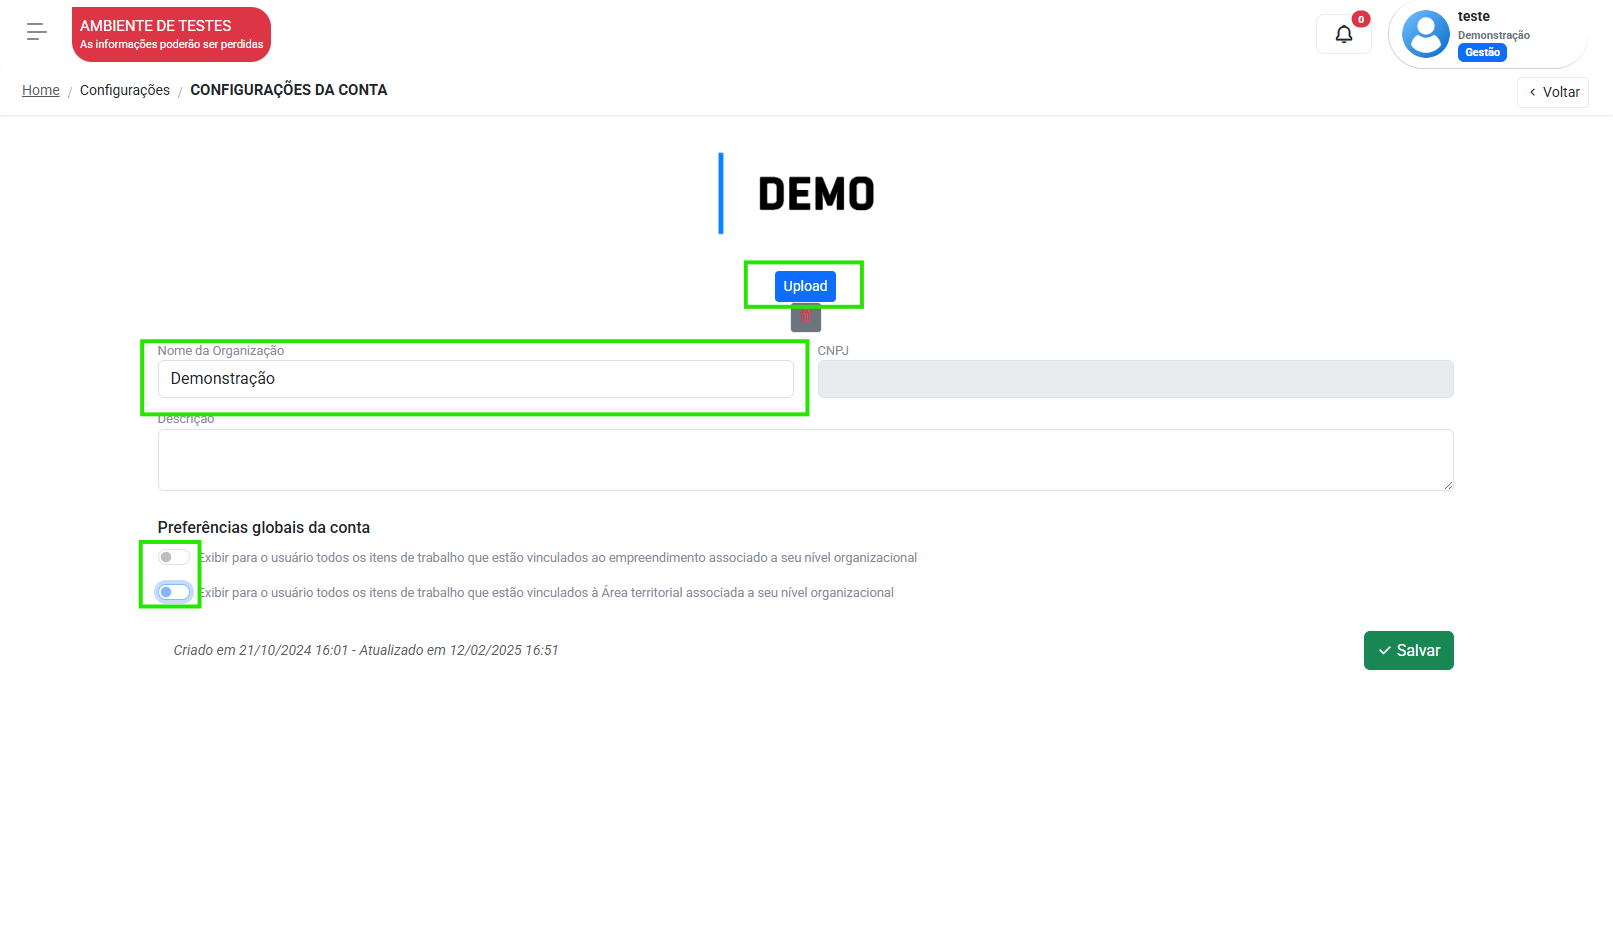 AMBIENTE DE TESTES
As informações poderão ser perdidas
0
teste
Demonstração
Gestão
Home / Configurações / CONFIGURAÇÕES DA CONTA
Voltar
DEMO
Upload
Nome da Organização
CNPJ
Demonstração
Descrição
Preferências globais da conta
Exibir para o usuário todos os itens de trabalho que estão vinculados ao empreendimento associado a seu nível organizacional
Exibir para o usuário todos os itens de trabalho que estão vinculados à Área territorial associada a seu nível organizacional
Criado em 21/10/2024 16:01 - Atualizado em 12/02/2025 16:51
Salvar